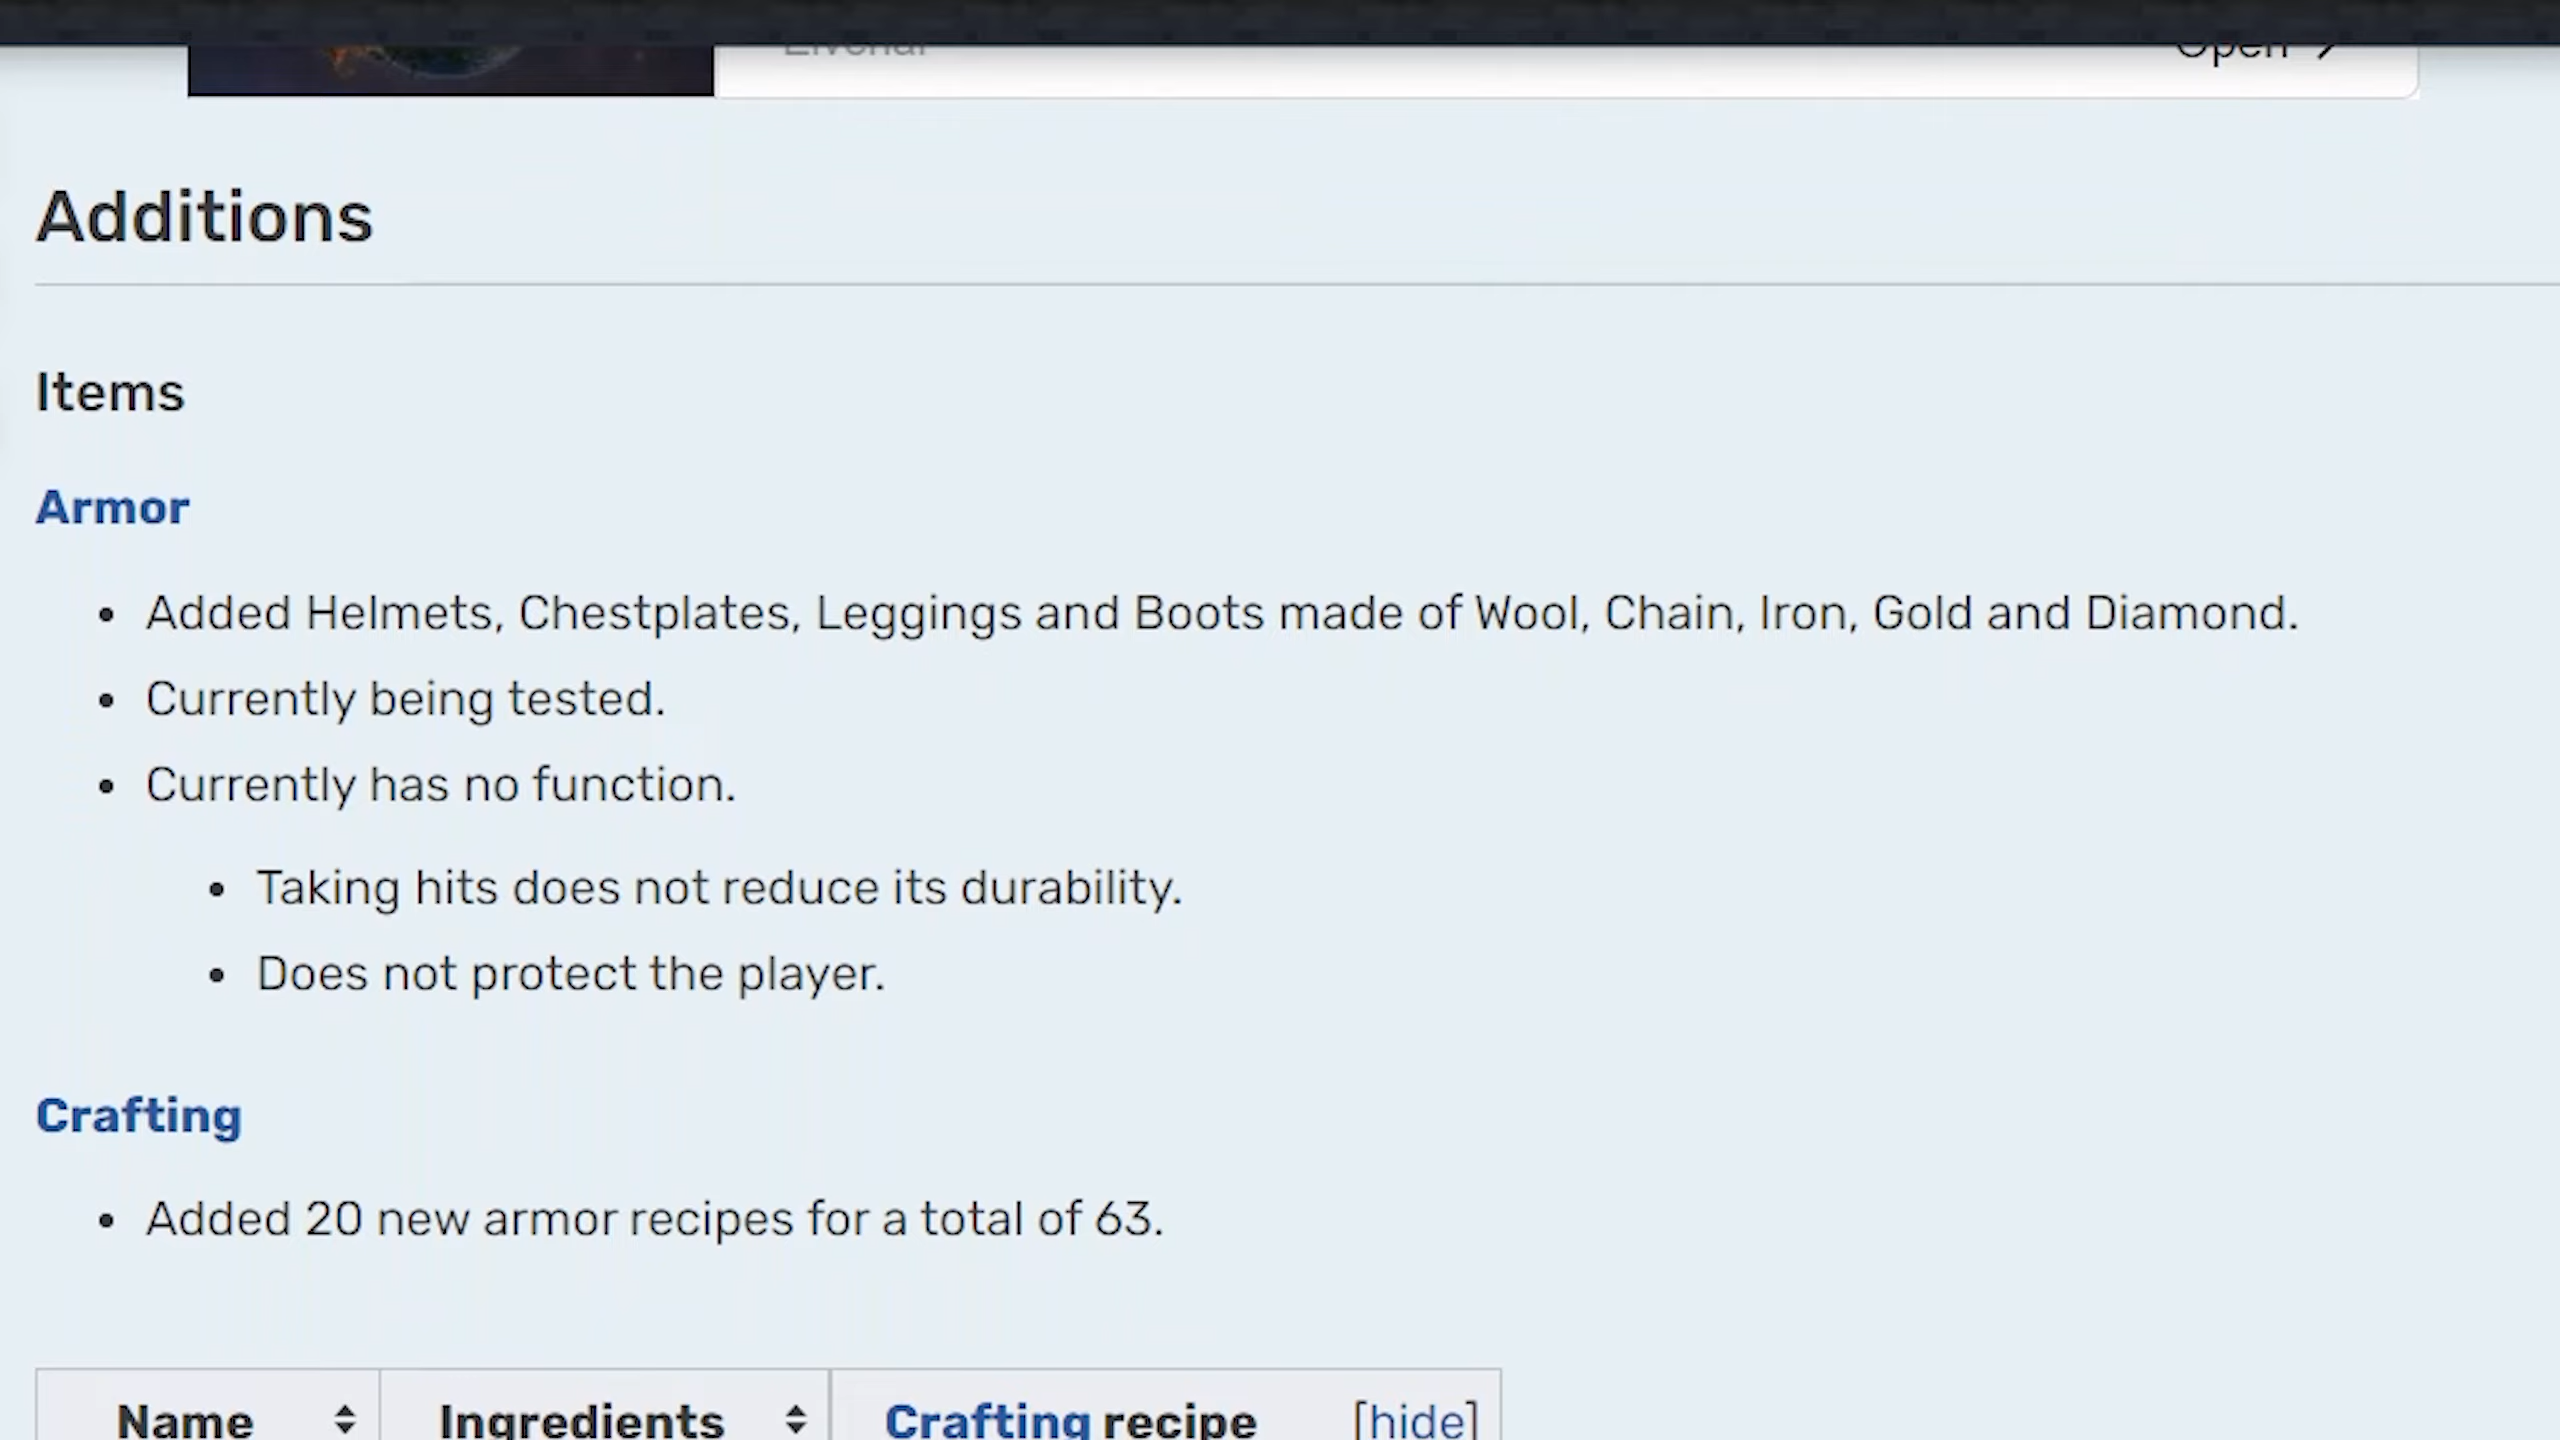 Open
Additions
Items
Armor
Added Helmets, Chestplates, Leggings and Boots made of Wool, Chain, Iron, Gold and Diamond.
Currently being tested.
Currently has no function.
Taking hits does not reduce its durability.
Does not protect the player.
Crafting
Added 20 new armor recipes for a total of 63.
Name Ingredients Crafting recipe [hide]